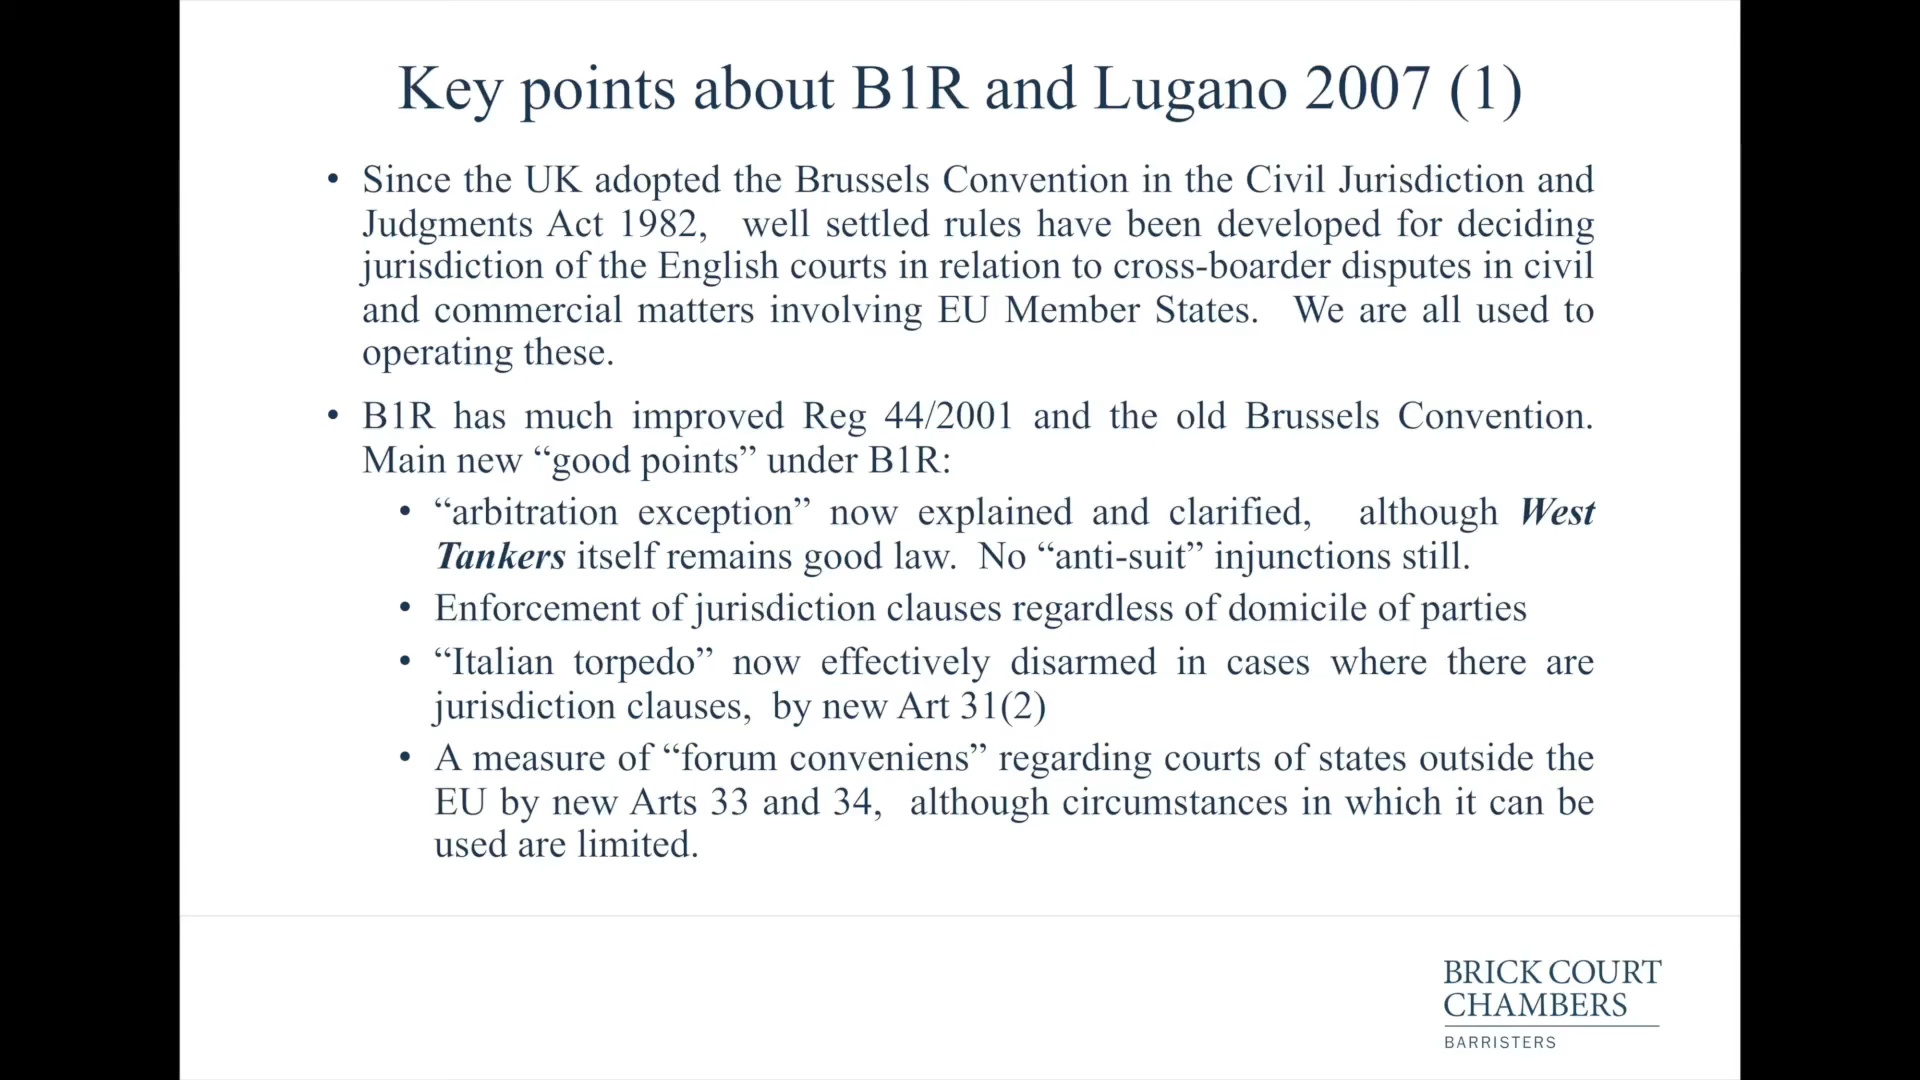 Key points about B1R and Lugano 2007 (1)
• Since the UK adopted the Brussels Convention in the Civil Jurisdiction and
Judgments Act 1982, well settled rules have been developed for deciding
jurisdiction of the English courts in relation to cross-boarder disputes in civil
and commercial matters involving EU Member States. We are all used to
operating these.
• B1R has much improved Reg 44/2001 and the old Brussels Convention.
Main new “good points” under B1R:
• “arbitration exception” now explained and clarified, although West
Tankers itself remains good law. No “anti-suit” injunctions still.
• Enforcement of jurisdiction clauses regardless of domicile of parties
• “Italian torpedo” now effectively disarmed in cases where there are
jurisdiction clauses, by new Art 31(2)
• A measure of “forum conveniens” regarding courts of states outside the
EU by new Arts 33 and 34, although circumstances in which it can be
used are limited.
BRICK COURT
CHAMBERS
BARRISTERS